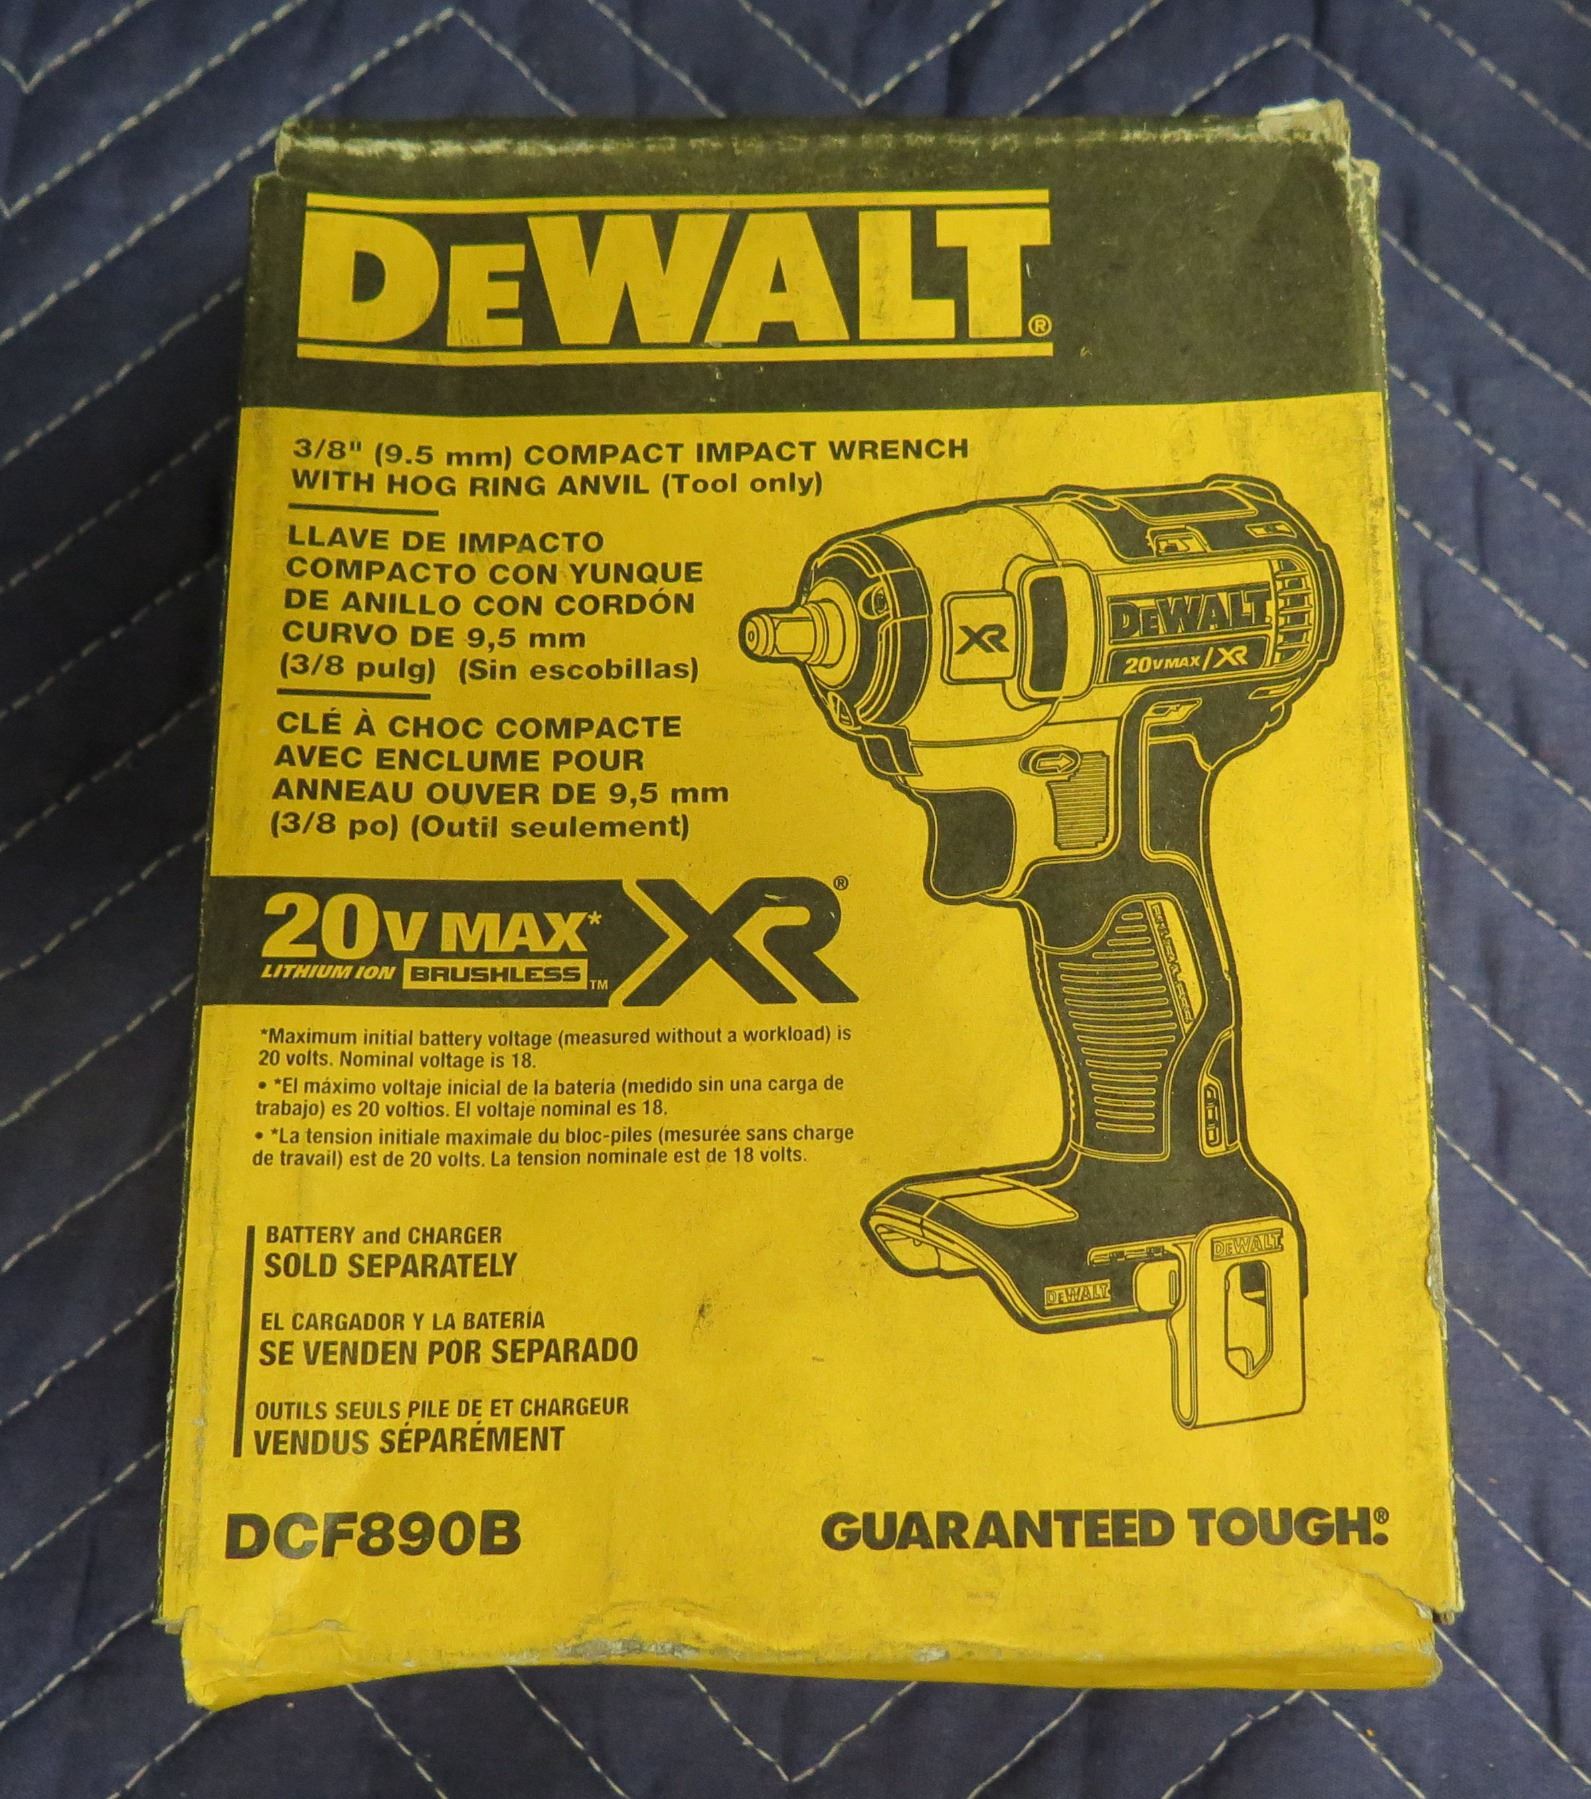 DEWALT®
3/8" (9.5 mm) COMPACT IMPACT WRENCH
WITH HOG RING ANVIL (Tool only)
LLAVE DE IMPACTO
COMPACTO CON YUNQUE
DE ANILLO CON CORDÓN
CURVO DE 9,5 mm
(3/8 pulg) (Sin escobillas)
CLÉ À CHOC COMPACTE
AVEC ENCLUME POUR
ANNEAU OUVER DE 9,5 mm
(3/8 po) (Outil seulement)
XR
DEWALT
20V MAX/XR
20V MAX* XR®
LITHIUM ION BRUSHLESS™
*Maximum initial battery voltage (measured without a workload) is
20 volts. Nominal voltage is 18.
• *El máximo voltaje inicial de la batería (medido sin una carga de
trabajo) es 20 voltios. El voltaje nominal es 18.
• *La tension initiale maximale du bloc-piles (mesurée sans charge
de travail) est de 20 volts. La tension nominale est de 18 volts.
BATTERY and CHARGER
SOLD SEPARATELY
EL CARGADOR Y LA BATERÍA
SE VENDEN POR SEPARADO
OUTILS SEULS PILE DE ET CHARGEUR
VENDUS SÉPARÉMENT
DEWALT
DEWALT
DCF890B
GUARANTEED TOUGH.®